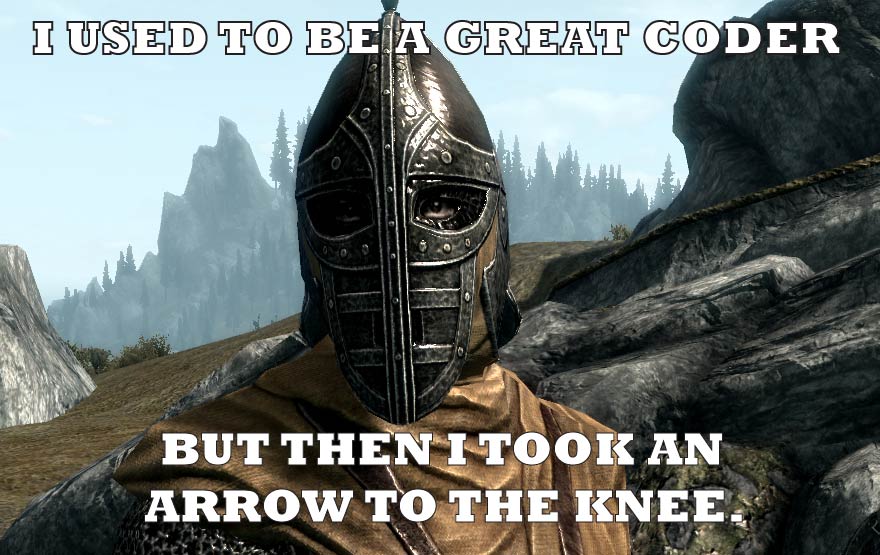 I USED TO BE A GREAT CODER
BUT THEN I TOOK AN
ARROW TO THE KNEE.